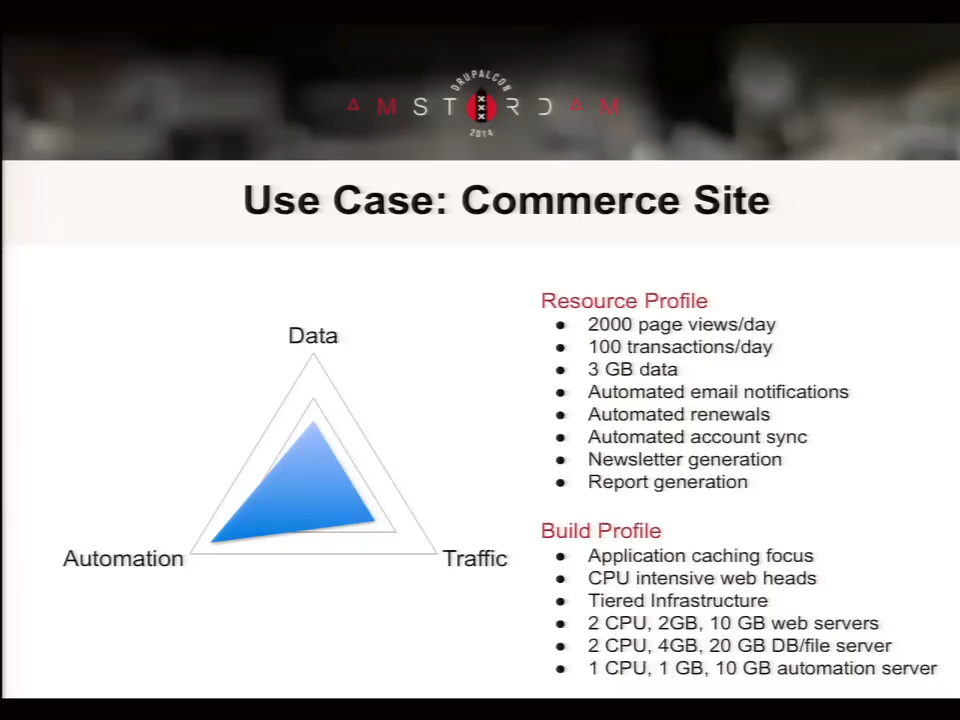 DRUPALCON
AMSTERDAM
2014
Use Case: Commerce Site
Data
Automation
Traffic
Resource Profile
● 2000 page views/day
● 100 transactions/day
● 3 GB data
● Automated email notifications
● Automated renewals
● Automated account sync
● Newsletter generation
● Report generation
Build Profile
● Application caching focus
● CPU intensive web heads
● Tiered Infrastructure
● 2 CPU, 2GB, 10 GB web servers
● 2 CPU, 4GB, 20 GB DB/file server
● 1 CPU, 1 GB, 10 GB automation server